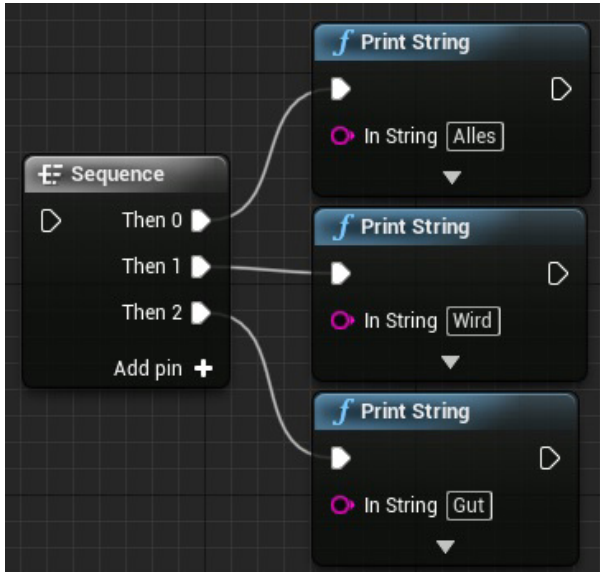 Print String
In String Alles
Sequence
Then 0
Then 1
Then 2
Add pin
Print String
In String Wird
Print String
In String Gut